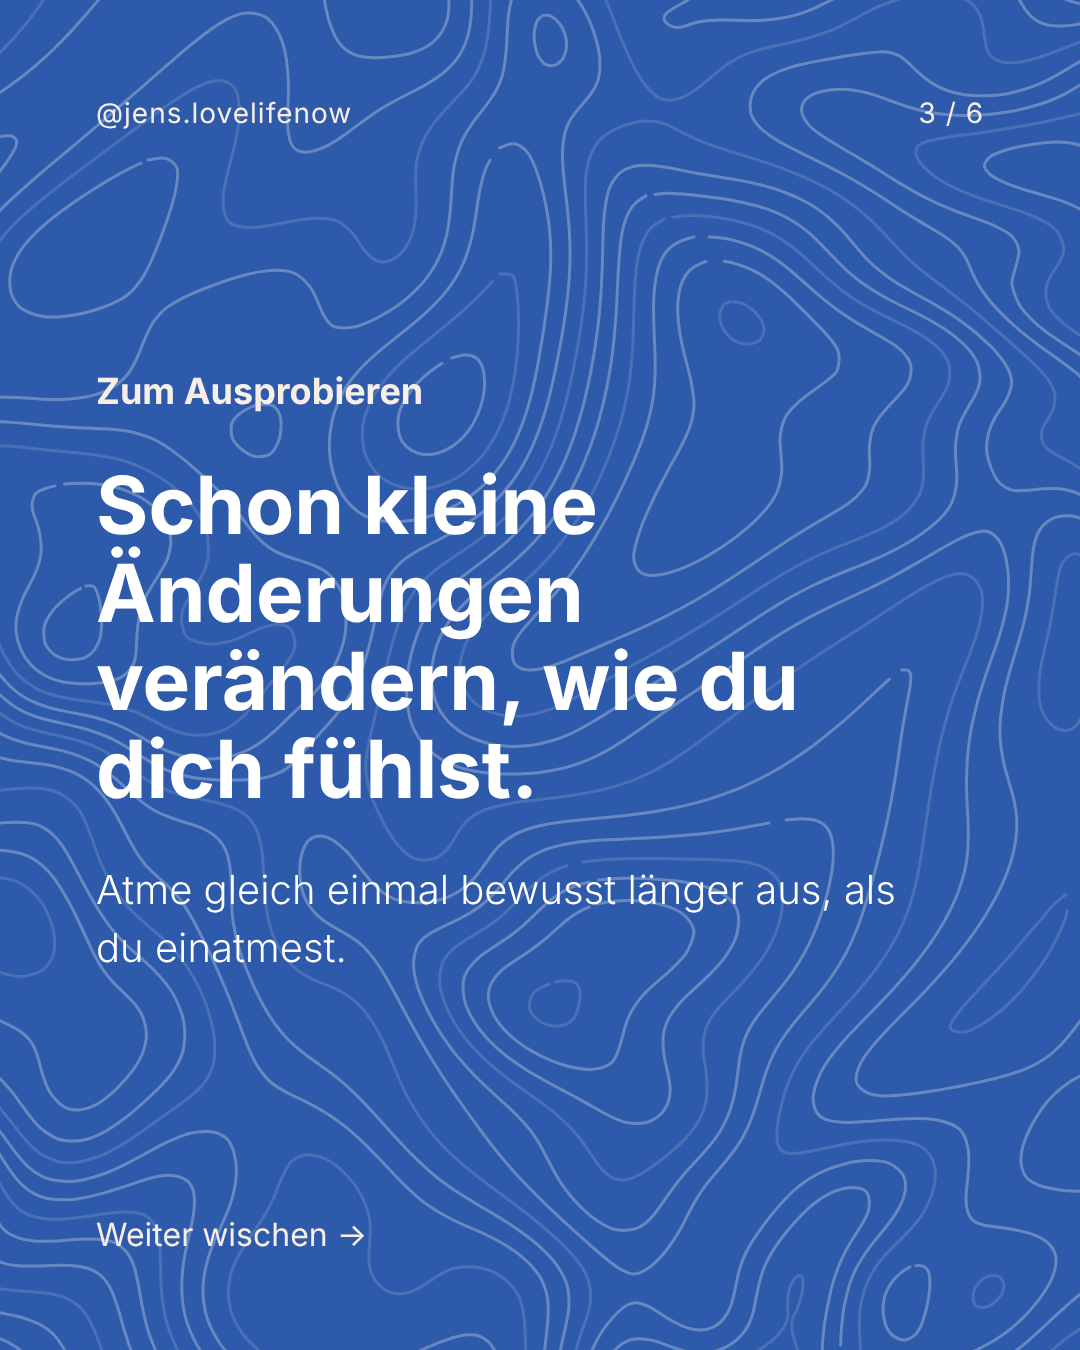 @jens.lovelifenow
3 / 6
Zum Ausprobieren
Schon kleine
Änderungen
verändern, wie du
dich fühlst.
Atme gleich einmal bewusst länger aus, als
du einatmest.
Weiter wischen →